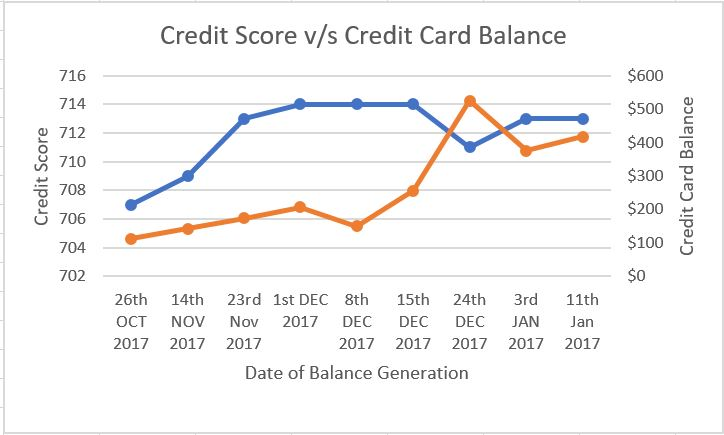 Credit Score v/s Credit Card Balance
716
714
712
710
708
706
704
702
Credit Score
$600
$500
$400
$300
$200
$100
$0
Credit Card Balance
26th
OCT
2017
14th
NOV
2017
23rd
Nov
2017
1st DEC
2017
8th
DEC
2017
15th
DEC
2017
24th
DEC
2017
3rd
JAN
2017
11th
Jan
2017
Date of Balance Generation